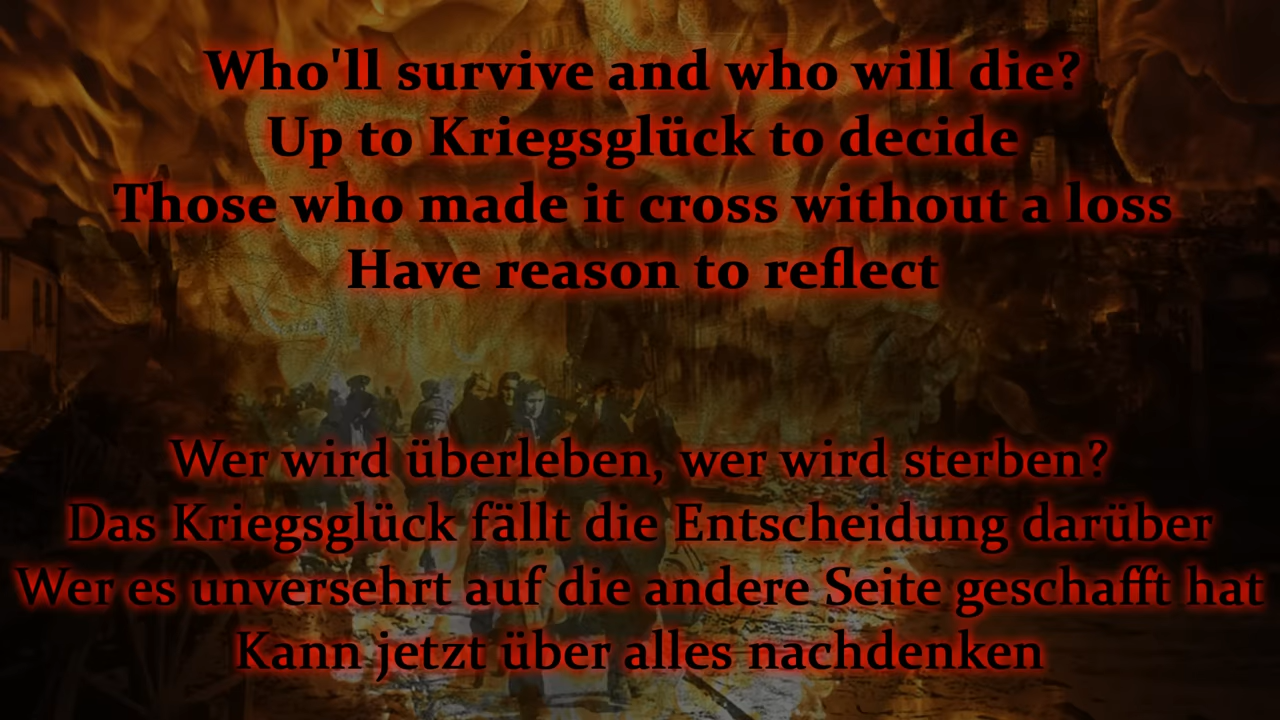 Who'll survive and who will die?
Up to Kriegsglück to decide
Those who made it cross without a loss
Have reason to reflect
Wer wird überleben, wer wird sterben?
Das Kriegsglück fällt die Entscheidung darüber
Wer es unversehrt auf die andere Seite geschafft hat
Kann jetzt über alles nachdenken